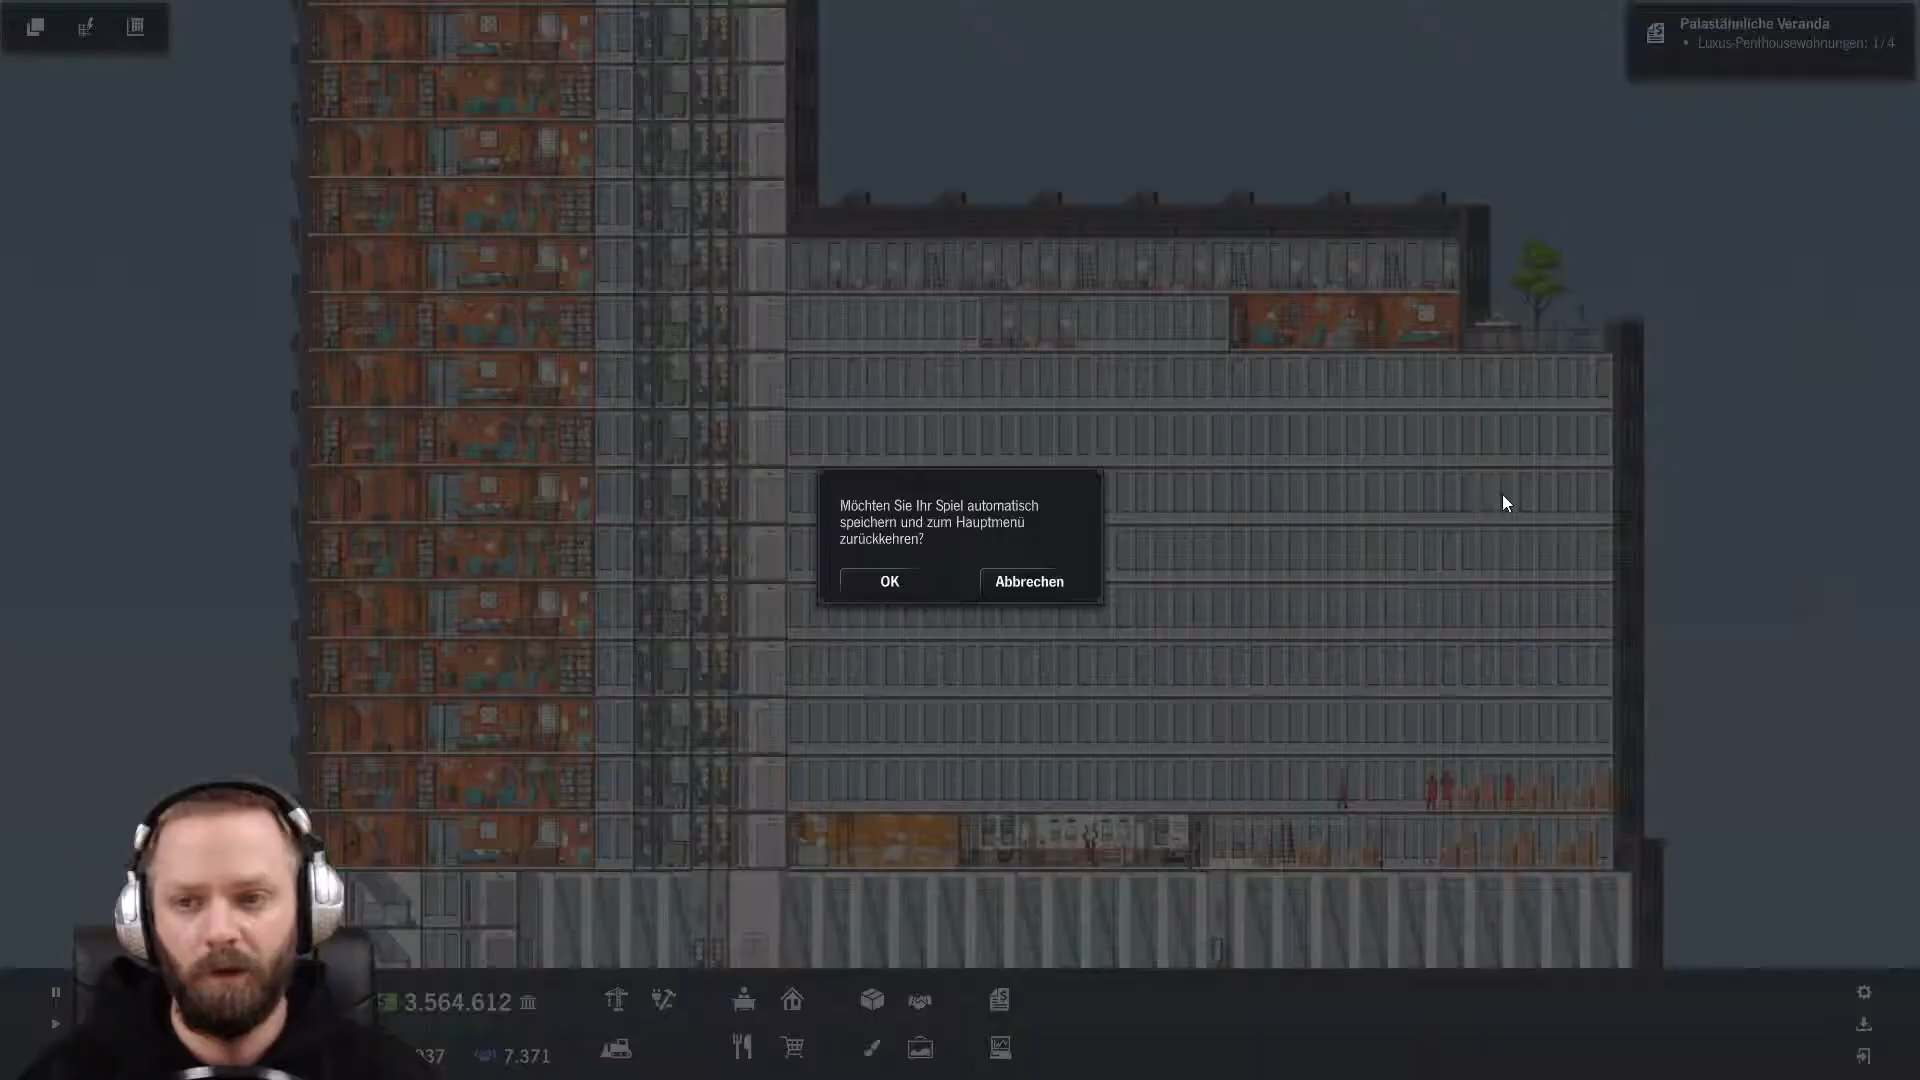 Palastähnliche Veranda
• Luxus-Penthousewohnungen: 1/4
Möchten Sie Ihr Spiel automatisch
speichern und zum Hauptmenü
zurückkehren?
OK
Abbrechen
3.564.612
7.371